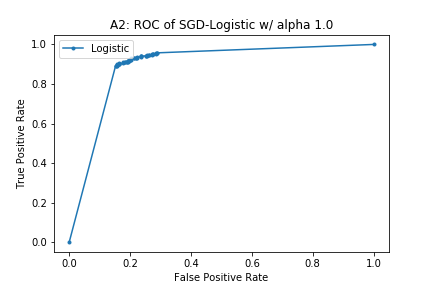 A2: ROC of SGD-Logistic w/ alpha 1.0
Logistic
1.0
0.8
0.6
0.4
0.2
0.0
True Positive Rate
0.0 0.2 0.4 0.6 0.8 1.0
False Positive Rate